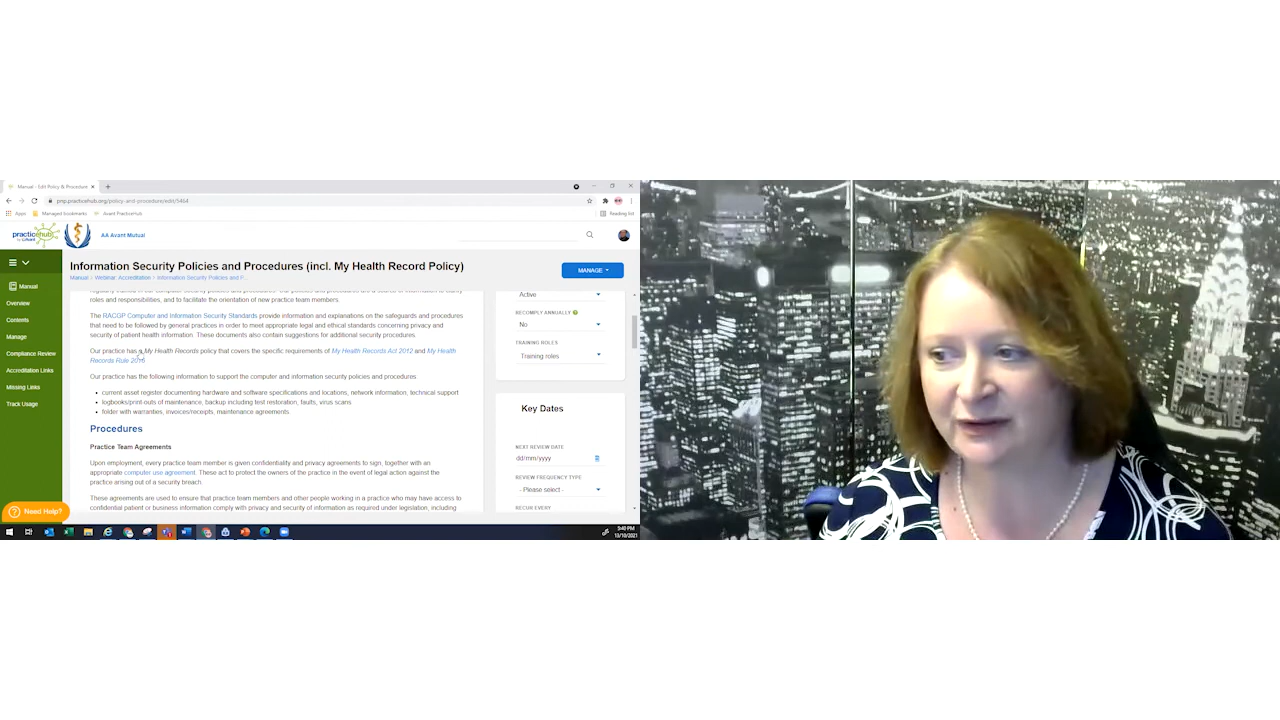 Manual - Edit Policy & Procedure
pnp.practicehub.org/policy-and-procedure/edit/5464
Apps
Managed bookmarks
Avant PracticeHub
Reading list
practicehub
by Avant
AA Avant Mutual
Information Security Policies and Procedures (incl. My Health Record Policy)
Manual
Webinar: Accreditation
Information Security Policies and P...
MANAGE
Manual
Overview
Contents
Manage
Compliance Review
Accreditation Links
Missing Links
Track Usage
roles and responsibilities, and to facilitate the orientation of new practice team members.
The RACGP Computer and Information Security Standards provide information and explanations on the safeguards and procedures
that need to be followed by general practices in order to meet appropriate legal and ethical standards concerning privacy and
security of patient health information. These documents also contain suggestions for additional security procedures.
Our practice has a My Health Records policy that covers the specific requirements of My Health Records Act 2012 and My Health
Records Rule 2016
Our practice has the following information to support the computer and information security policies and procedures
current asset register documenting hardware and software specifications and locations, network information, technical support
logbooks/print-outs of maintenance, backup including test restoration, faults, virus scans
folder with warranties, invoices/receipts, maintenance agreements
Procedures
Practice Team Agreements
Upon employment, every practice team member is given confidentiality and privacy agreements to sign, together with an
appropriate computer use agreement. These act to protect the owners of the practice in the event of legal action against the
practice arising out of a security breach
These agreements are used to ensure that practice team members and other people working in a practice who may have access to
confidential patient or business information comply with privacy and security of information as required under legislation, including
Active
RECOMPLY ANNUALLY
No
TRAINING ROLES
Training roles
Key Dates
NEXT REVIEW DATE
dd/mm/yyyy
REVIEW FREQUENCY TYPE
- Please select -
RECUR EVERY
Need Help?
5:40 PM
13/10/2021